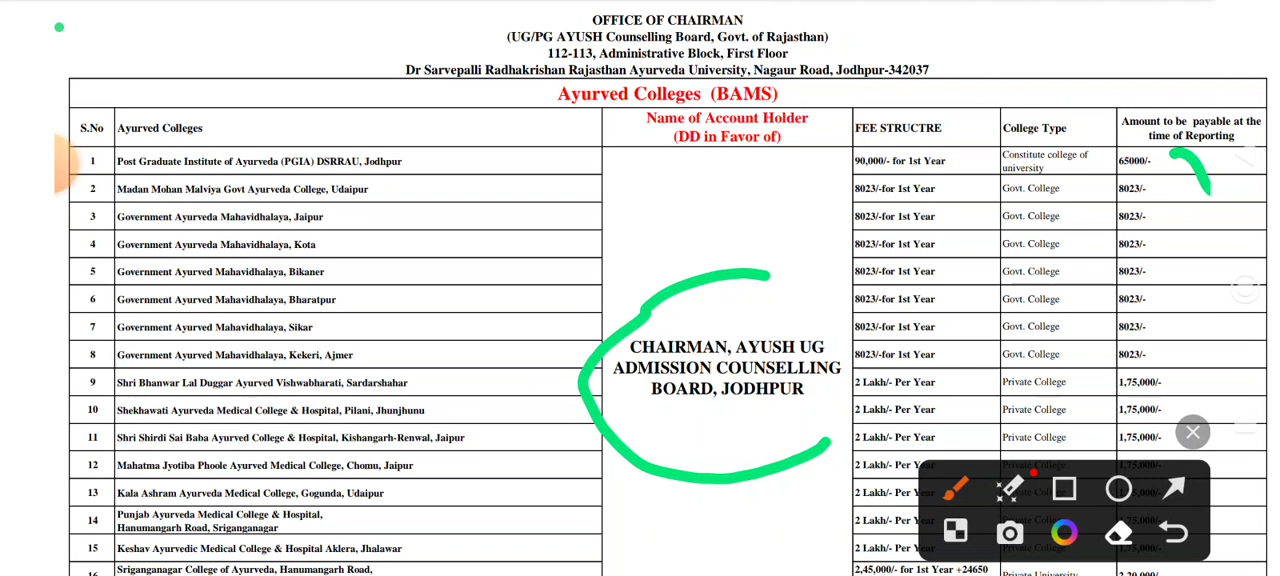 OFFICE OF CHAIRMAN
(UG/PG AYUSH Counselling Board, Govt. of Rajasthan)
112-113, Administrative Block, First Floor
Dr Sarvepalli Radhakrishan Rajasthan Ayurveda University, Nagaur Road, Jodhpur-342037
Ayurved Colleges (BAMS)
S.No Ayurved Colleges Name of Account Holder (DD in Favor of) FEE STRUCTRE College Type Amount to be payable at the time of Reporting
1 Post Graduate Institute of Ayurveda (PGIA) DSRRAU, Jodhpur 90,000/- for 1st Year Constitute college of university 65000/-
2 Madan Mohan Malviya Govt Ayurveda College, Udaipur 8023/-for 1st Year Govt. College 8023/-
3 Government Ayurveda Mahavidhalaya, Jaipur 8023/-for 1st Year Govt. College 8023/-
4 Government Ayurveda Mahavidhalaya, Kota 8023/-for 1st Year Govt. College 8023/-
5 Government Ayurved Mahavidhalaya, Bikaner 8023/-for 1st Year Govt. College 8023/-
6 Government Ayurved Mahavidhalaya, Bharatpur 8023/-for 1st Year Govt. College 8023/-
7 Government Ayurved Mahavidhalaya, Sikar 8023/-for 1st Year Govt. College 8023/-
8 Government Ayurved Mahavidhalaya, Kekeri, Ajmer 8023/-for 1st Year Govt. College 8023/-
CHAIRMAN, AYUSH UG
ADMISSION COUNSELLING
BOARD, JODHPUR
9 Shri Bhanwar Lal Duggar Ayurved Vishwabharati, Sardarshahar 2 Lakh/- Per Year Private College 1,75,000/-
10 Shekhawati Ayurveda Medical College & Hospital, Pilani, Jhunjhunu 2 Lakh/- Per Year Private College 1,75,000/-
11 Shri Shirdi Sai Baba Ayurved College & Hospital, Kishangarh-Renwal, Jaipur 2 Lakh/- Per Year Private College 1,75,000/-
12 Mahatma Jyotiba Phoole Ayurved Medical College, Chomu, Jaipur 2 Lakh/- Per
13 Kala Ashram Ayurveda Medical College, Gogunda, Udaipur 2 Lakh/- Per
14 Punjab Ayurveda Medical College & Hospital,
Hanumangarh Road, Sriganganagar 2 Lakh/- Per
15 Keshav Ayurvedic Medical College & Hospital Aklera, Jhalawar 2 Lakh/- Per
Sriganganagar College of Ayurveda, Hanumangarh Road, 2,45,000/- for 1st Year +24650 Private University